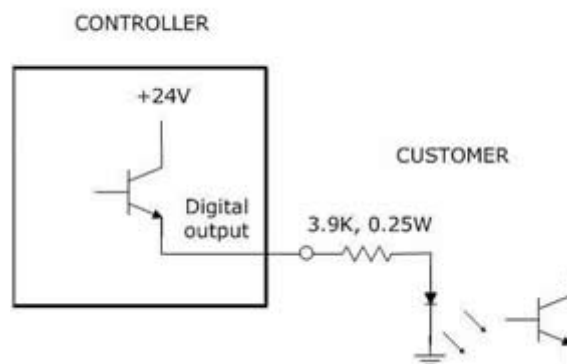 CONTROLLER
+24V
CUSTOMER
Digital
output
3.9K, 0.25W